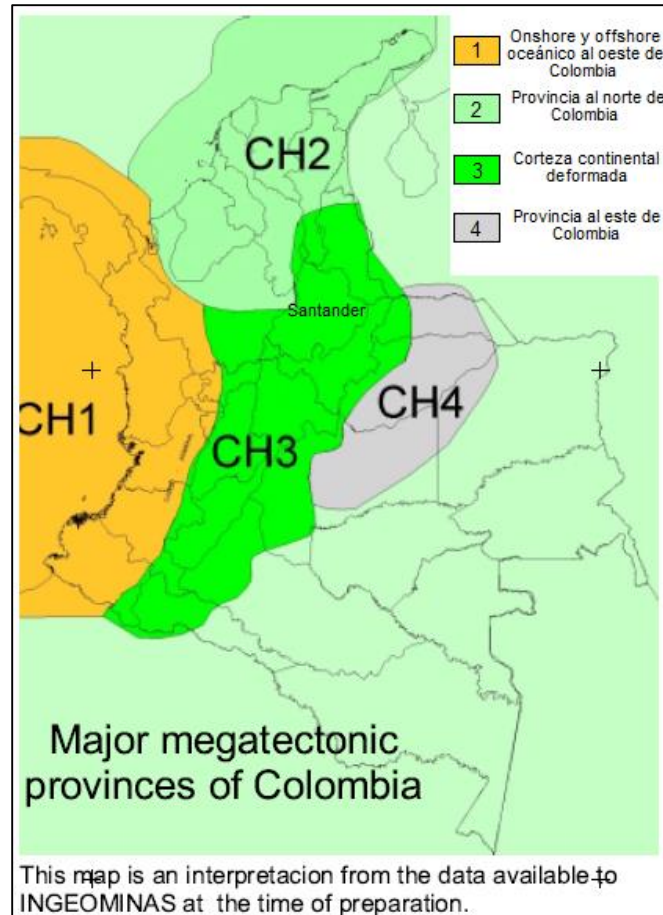 1
Onshore y offshore
oceánico al oeste de
Colombia
2
Provincia al norte de
Colombia
3
Corteza continental
deformada
4
Provincia al este de
Colombia
CH2
Santander
CH1
CH4
CH3
Major megatectonic
provinces of Colombia
This map is an interpretacion from the data available to
INGEOMINAS at the time of preparation.